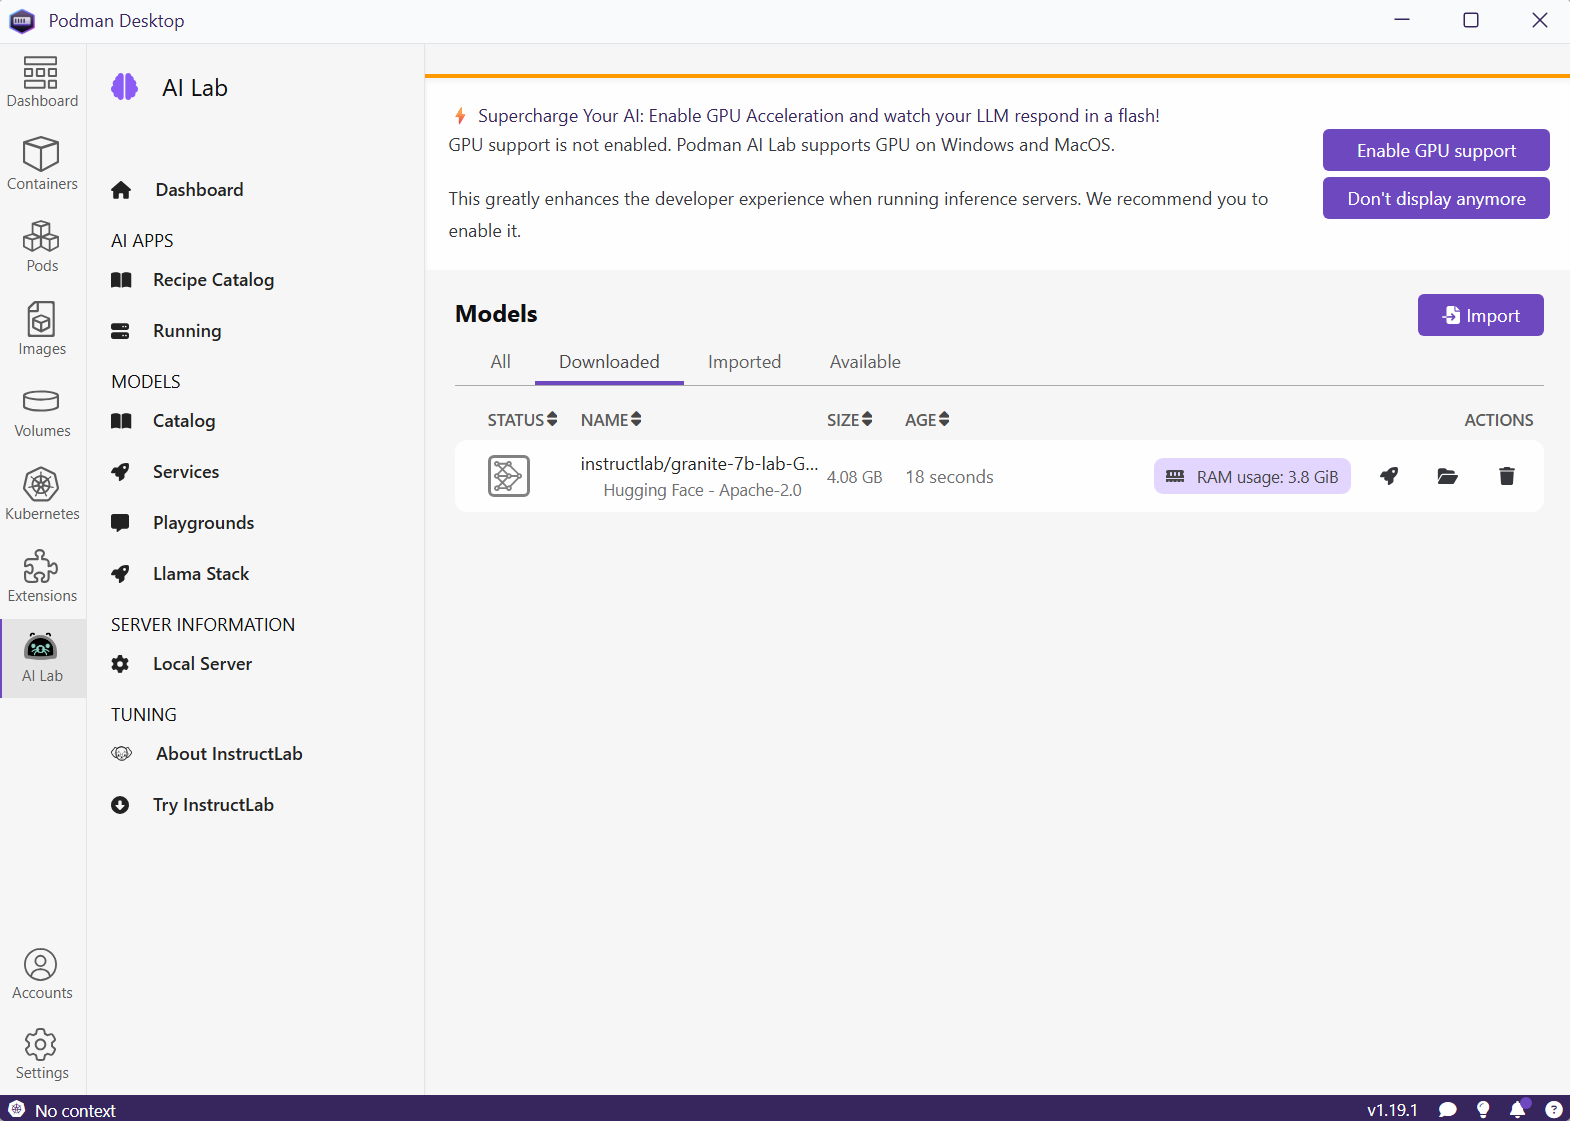 Podman Desktop
Dashboard
Containers
Pods
Images
Volumes
Kubernetes
Extensions
AI Lab
Accounts
Settings
AI Lab
Dashboard
AI APPS
Recipe Catalog
Running
MODELS
Catalog
Services
Playgrounds
Llama Stack
SERVER INFORMATION
Local Server
TUNING
About InstructLab
Try InstructLab
Supercharge Your AI: Enable GPU Acceleration and watch your LLM respond in a flash!
GPU support is not enabled. Podman AI Lab supports GPU on Windows and MacOS.
This greatly enhances the developer experience when running inference servers. We recommend you to
enable it.
Enable GPU support
Don't display anymore
Models
Import
All Downloaded Imported Available
STATUS NAME SIZE AGE ACTIONS
instructlab/granite-7b-lab-G...
Hugging Face - Apache-2.0
4.08 GB 18 seconds RAM usage: 3.8 GiB
No context v1.19.1